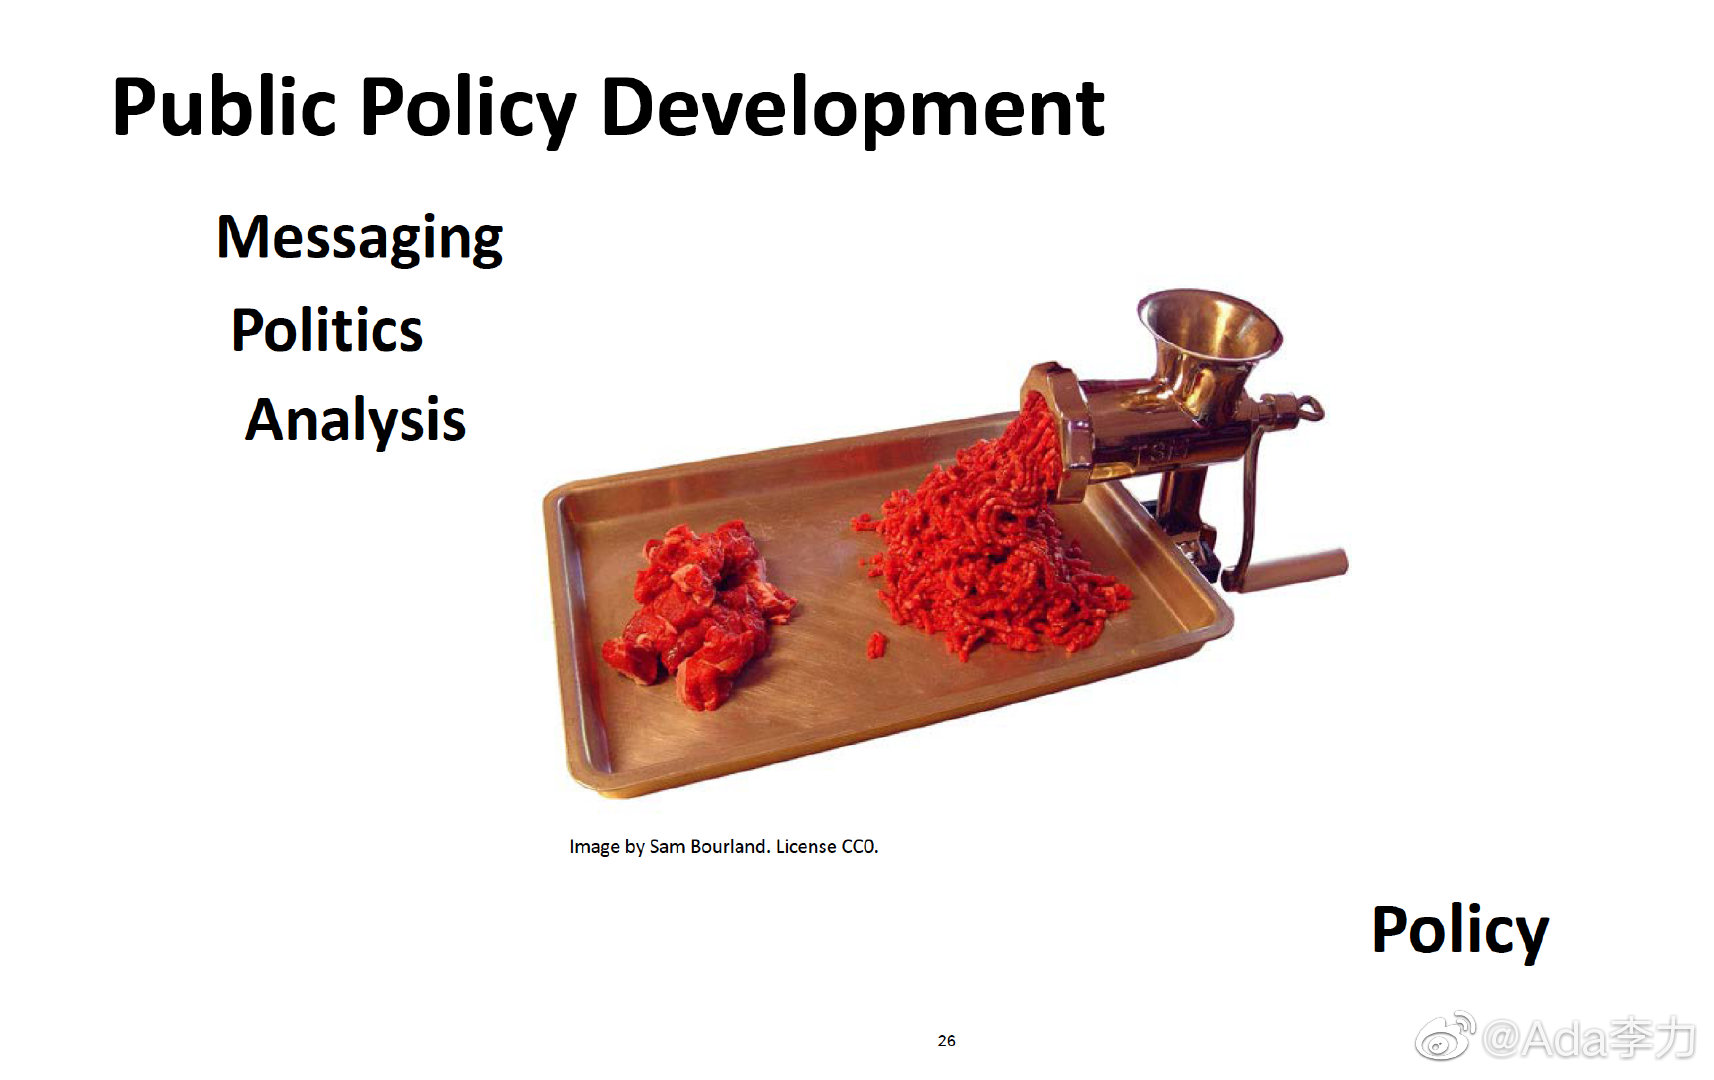 Public Policy Development
Messaging
Politics
Analysis
TSM
Image by Sam Bourland. License CC0.
Policy
26
@Ada李力